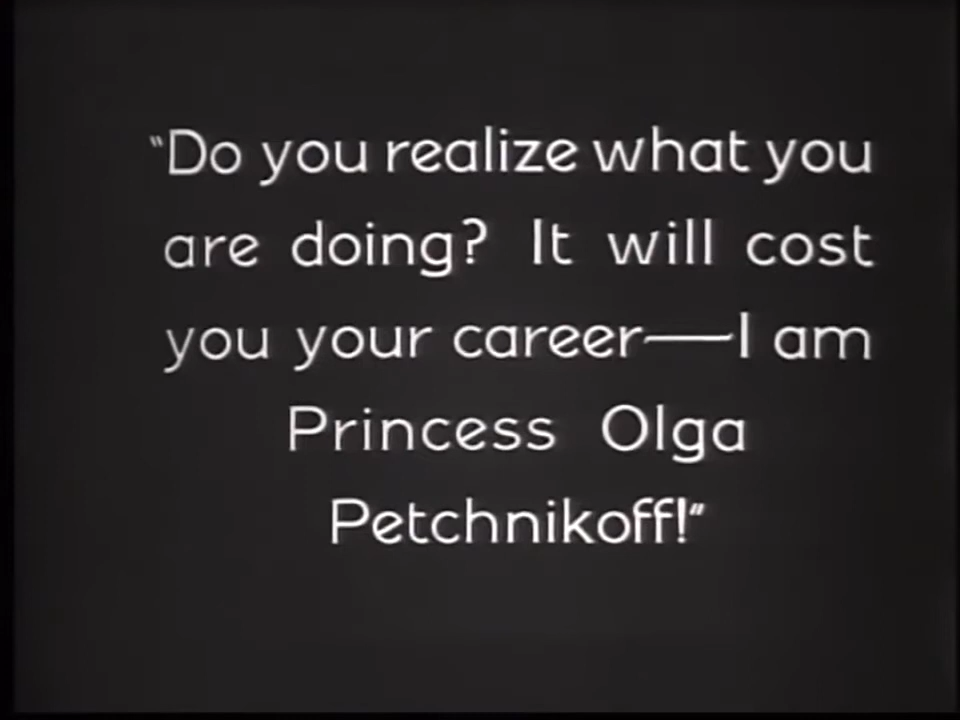 "Do you realize what you
are doing? It will cost
you your career—I am
Princess Olga
Petchnikoff!"